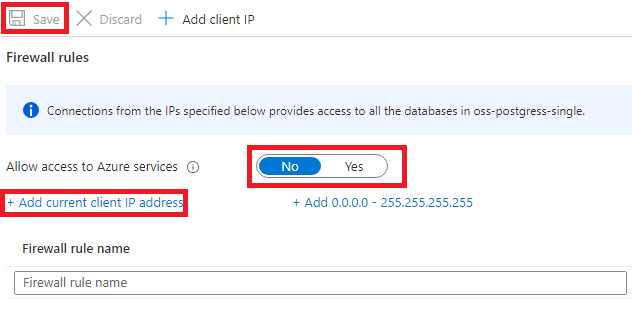 Save Discard + Add client IP
Firewall rules
Connections from the IPs specified below provides access to all the databases in oss-postgress-single.
Allow access to Azure services No Yes
+ Add current client IP address + Add 0.0.0.0 - 255.255.255.255
Firewall rule name
Firewall rule name